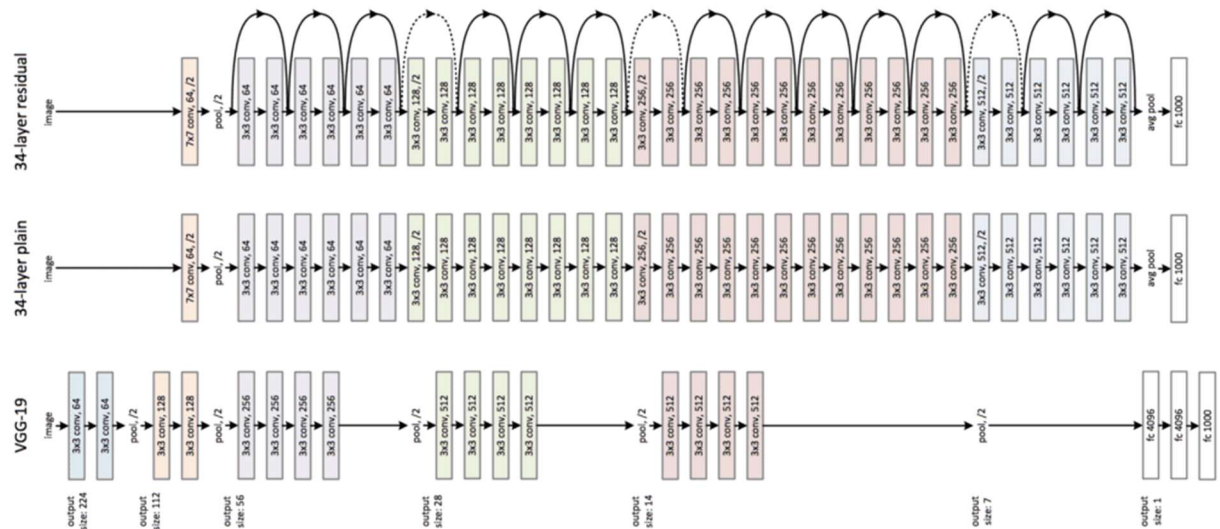 34-layer residual
image
7x7 conv, 64, /2
pool, /2
3x3 conv, 64
3x3 conv, 64
3x3 conv, 64
3x3 conv, 64
3x3 conv, 64
3x3 conv, 64
3x3 conv, 128, /2
3x3 conv, 128
3x3 conv, 128
3x3 conv, 128
3x3 conv, 128
3x3 conv, 128
3x3 conv, 128
3x3 conv, 128
3x3 conv, 256, /2
3x3 conv, 256
3x3 conv, 256
3x3 conv, 256
3x3 conv, 256
3x3 conv, 256
3x3 conv, 256
3x3 conv, 256
3x3 conv, 256
3x3 conv, 256
3x3 conv, 256
3x3 conv, 256
3x3 conv, 512, /2
3x3 conv, 512
3x3 conv, 512
3x3 conv, 512
3x3 conv, 512
3x3 conv, 512
avg pool
fc 1000
34-layer plain
image
7x7 conv, 64, /2
pool, /2
3x3 conv, 64
3x3 conv, 64
3x3 conv, 64
3x3 conv, 64
3x3 conv, 64
3x3 conv, 64
3x3 conv, 128, /2
3x3 conv, 128
3x3 conv, 128
3x3 conv, 128
3x3 conv, 128
3x3 conv, 128
3x3 conv, 128
3x3 conv, 128
3x3 conv, 256, /2
3x3 conv, 256
3x3 conv, 256
3x3 conv, 256
3x3 conv, 256
3x3 conv, 256
3x3 conv, 256
3x3 conv, 256
3x3 conv, 256
3x3 conv, 256
3x3 conv, 256
3x3 conv, 256
3x3 conv, 512, /2
3x3 conv, 512
3x3 conv, 512
3x3 conv, 512
3x3 conv, 512
3x3 conv, 512
avg pool
fc 1000
VGG-19
image
3x3 conv, 64
3x3 conv, 64
pool, /2
3x3 conv, 128
3x3 conv, 128
pool, /2
3x3 conv, 256
3x3 conv, 256
3x3 conv, 256
3x3 conv, 256
pool, /2
3x3 conv, 512
3x3 conv, 512
3x3 conv, 512
3x3 conv, 512
pool, /2
3x3 conv, 512
3x3 conv, 512
3x3 conv, 512
3x3 conv, 512
pool, /2
fc 4096
fc 4096
fc 1000
output
size: 224
output
size: 112
output
size: 56
output
size: 28
output
size: 14
output
size: 7
output
size: 1